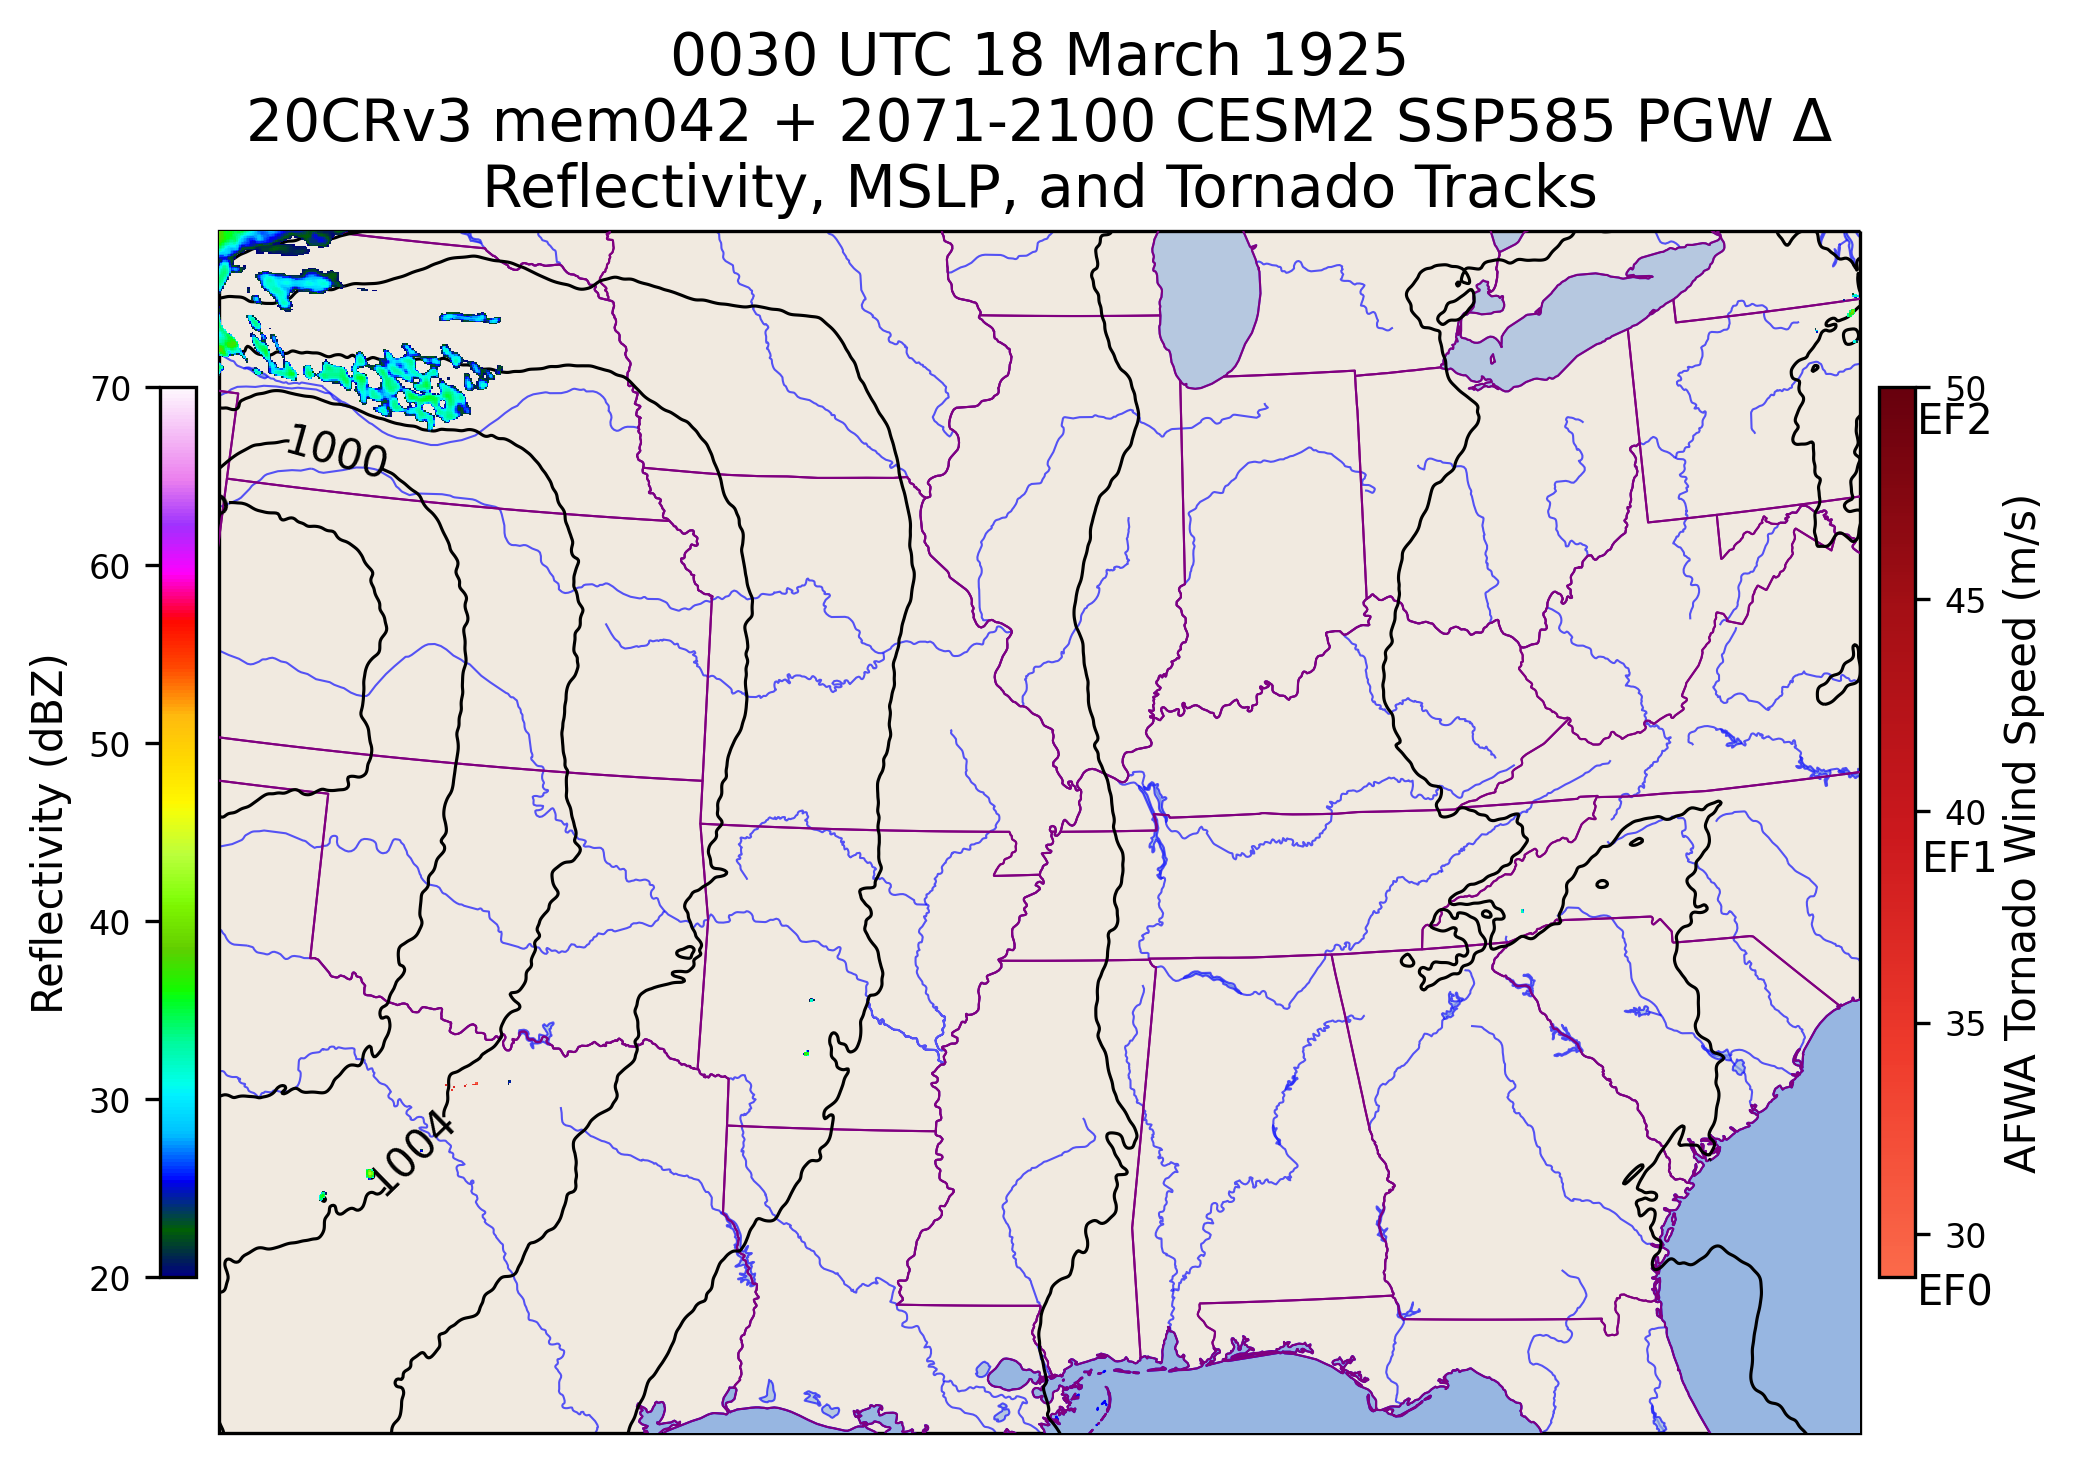 0030 UTC 18 March 1925
20CRv3 mem042 + 2071-2100 CESM2 SSP585 PGW Δ
Reflectivity, MSLP, and Tornado Tracks
1000
1004
70
60
50
40
30
20
Reflectivity (dBZ)
50
EF2
45
40
EF1
35
30
EF0
AFWA Tornado Wind Speed (m/s)